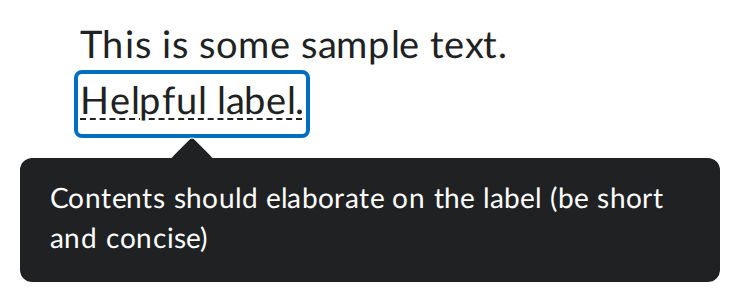 This is some sample text.
Helpful label.
Contents should elaborate on the label (be short
and concise)